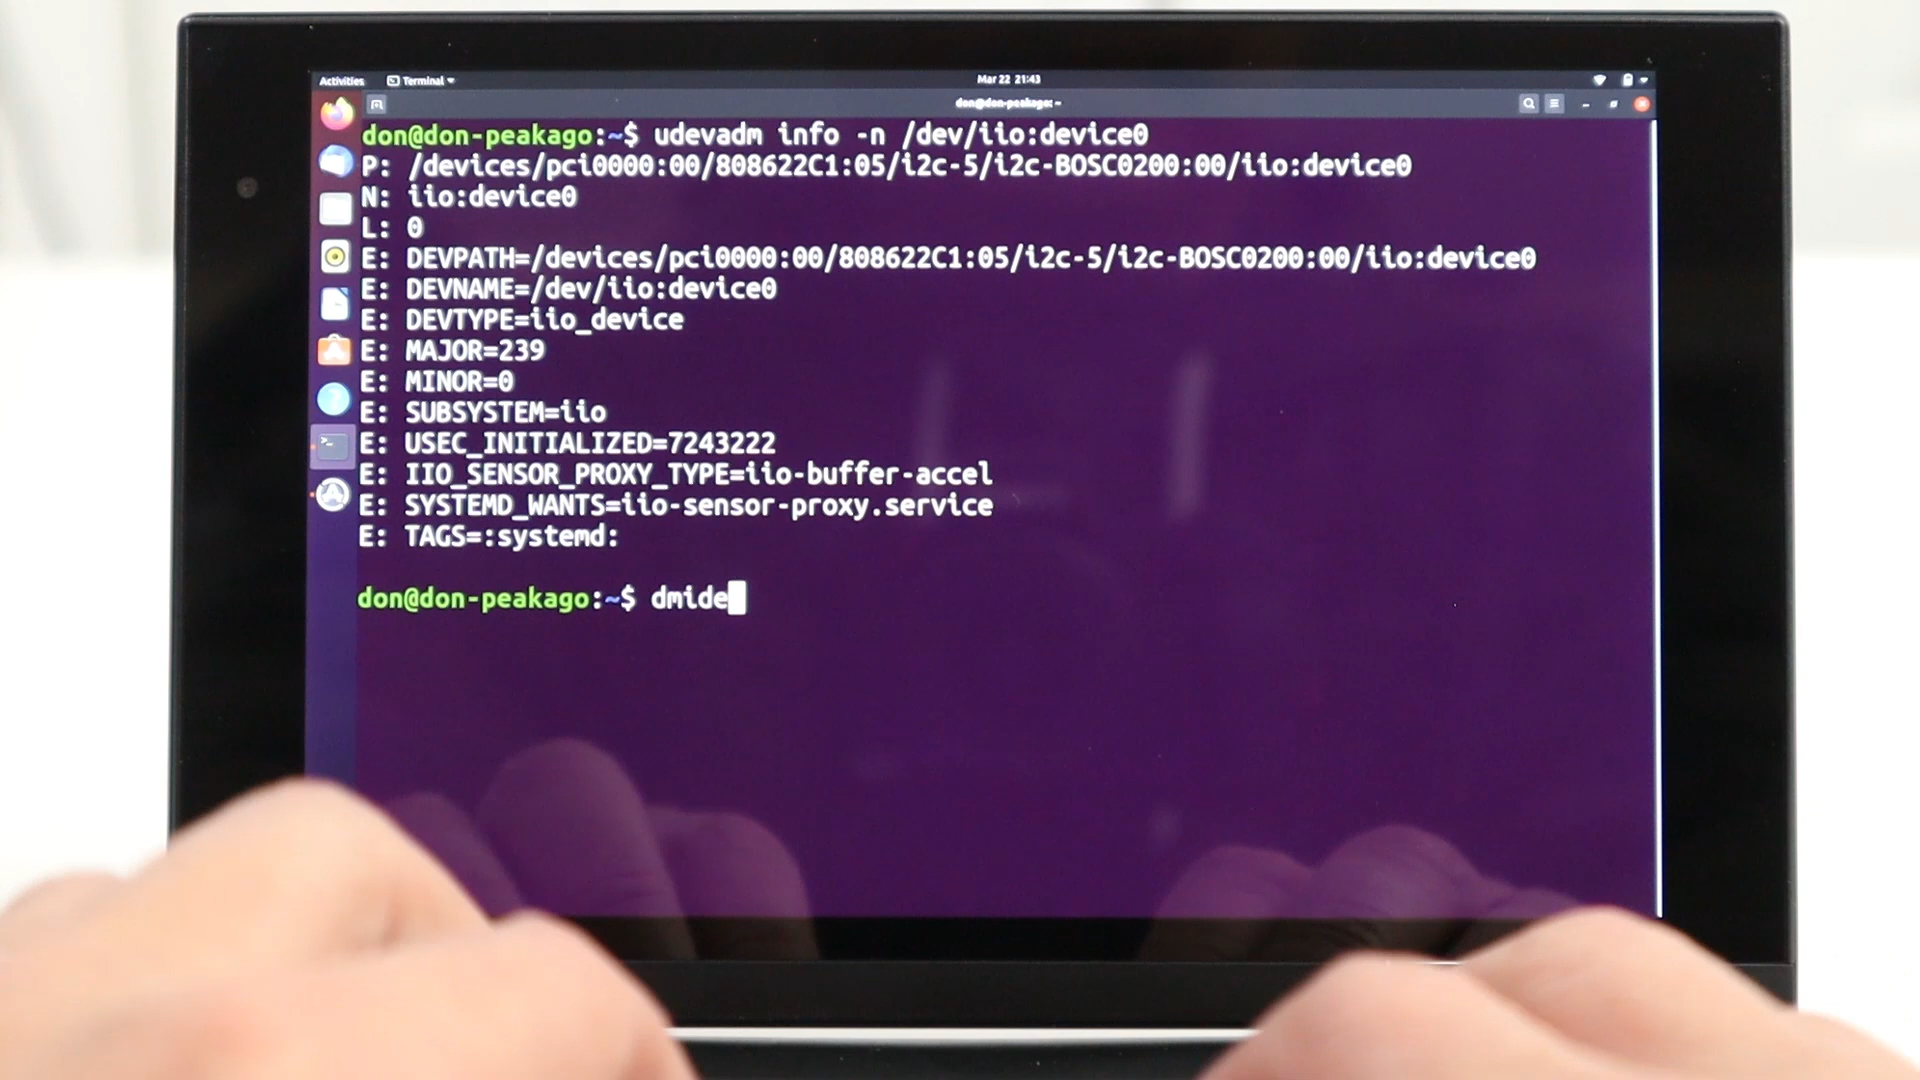 Activities Terminal Mar 22 21:43
don@don-peakago: ~
don@don-peakago:~$ udevadm info -n /dev/iio:device0
P: /devices/pci0000:00/808622C1:05/i2c-5/i2c-BOSC0200:00/iio:device0
N: iio:device0
L: 0
E: DEVPATH=/devices/pci0000:00/808622C1:05/i2c-5/i2c-BOSC0200:00/iio:device0
E: DEVNAME=/dev/iio:device0
E: DEVTYPE=iio_device
E: MAJOR=239
E: MINOR=0
E: SUBSYSTEM=iio
E: USEC_INITIALIZED=7243222
E: IIO_SENSOR_PROXY_TYPE=iio-buffer-accel
E: SYSTEMD_WANTS=iio-sensor-proxy.service
E: TAGS=:systemd:
don@don-peakago:~$ dmide